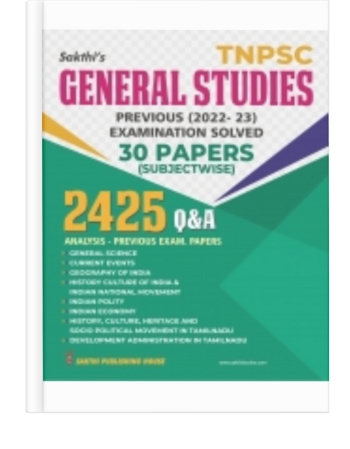 Sakthi's
TNPSC
GENERAL STUDIES
PREVIOUS (2022- 23)
EXAMINATION SOLVED
30 PAPERS
(SUBJECTWISE)
2425 Q&A
ANALYSIS - PREVIOUS EXAM. PAPERS
GENERAL SCIENCE
CURRENT EVENTS
GEOGRAPHY OF INDIA
HISTORY CULTURE OF INDIA &
INDIAN NATIONAL MOVEMENT
INDIAN POLITY
INDIAN ECONOMY
HISTORY, CULTURE, HERITAGE AND
SOCIO POLITICAL MOVEMENT IN TAMILNADU
DEVELOPMENT ADMINISTRATION IN TAMILNADU
SAKTHI PUBLISHING HOUSE